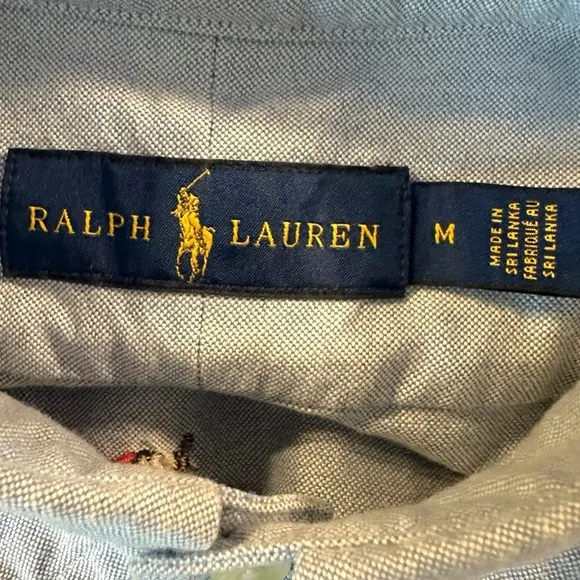 RALPH LAUREN
M
MADE IN
SRI LANKA
FABRIQUÉ AU
SRI LANKA